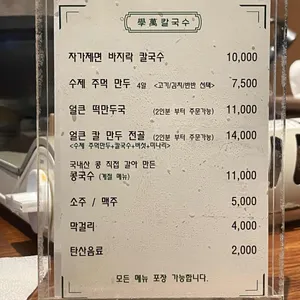 學萬칼국수
자가제면 바지락 칼국수 10,000
수제 주먹 만두 4알 <고기/김치/반반 선택> 7,500
얼큰 떡만두국 (2인분 부터 주문가능) 11,000
얼큰 칼 만두 전골 (2인분 부터 주문가능) 14,000
<수제 주먹만두+칼국수+버섯+미나리>
국내산 콩 직접 갈아 만든
콩국수 (계절 메뉴) 11,000
소주 / 맥주 5,000
막걸리 4,000
탄산음료 2,000
모든 메뉴 포장 가능합니다.